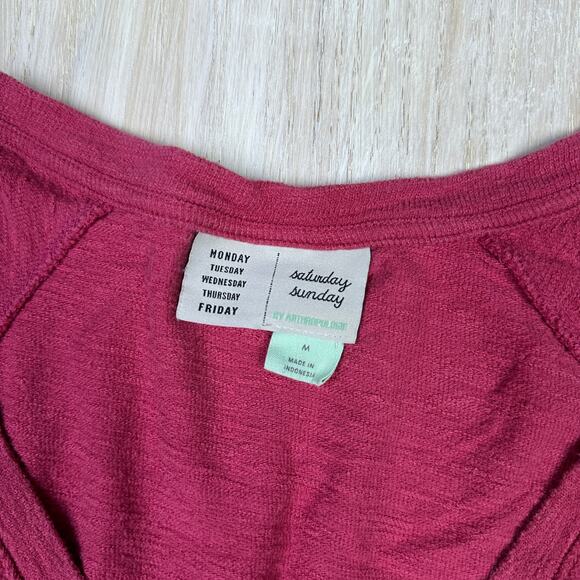 MONDAY
TUESDAY
WEDNESDAY
THURSDAY
FRIDAY
saturday
sunday
BY ANTHROPOLOGIE
M
MADE IN
INDONESIA